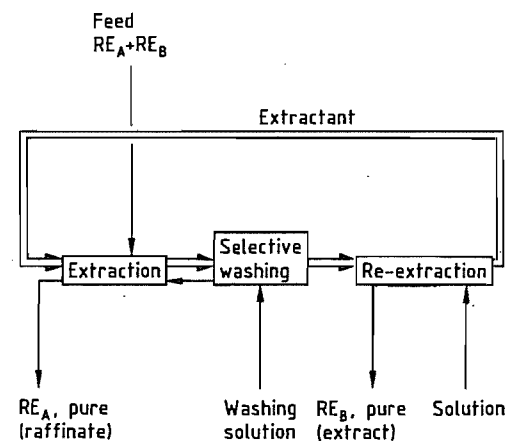 Feed
RE_A+RE_B
Extractant
Extraction
Selective
washing
Re-extraction
RE_A, pure
(raffinate)
Washing
solution
RE_B, pure
(extract)
Solution